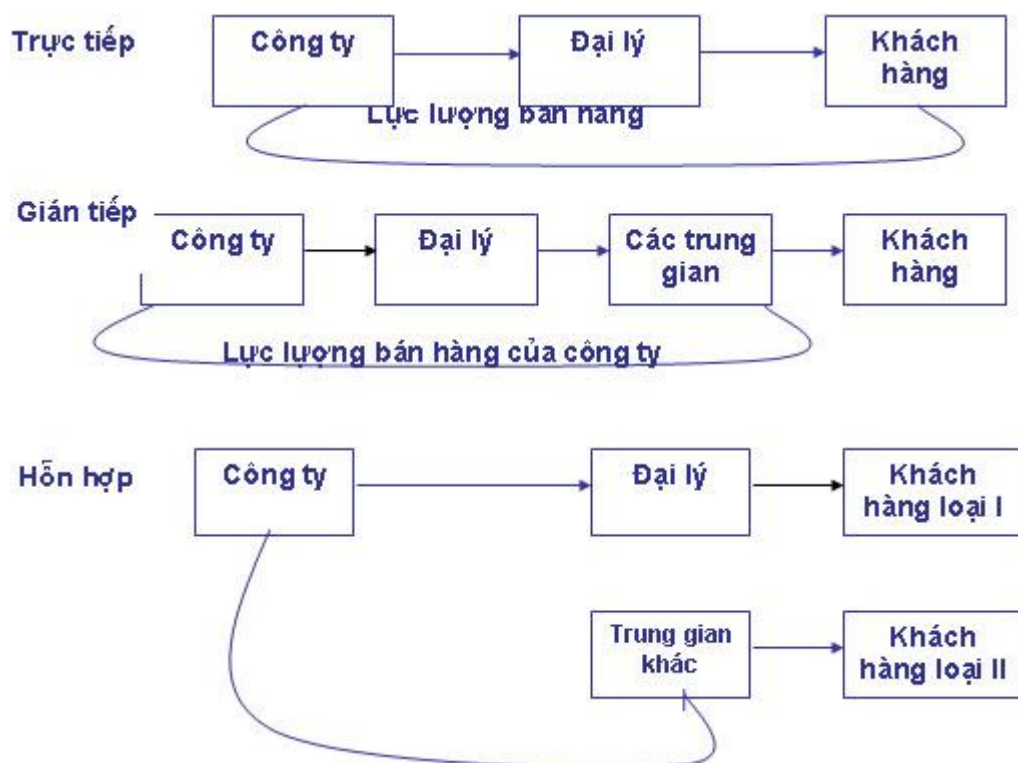 Trực tiếp
Công ty
Đại lý
Khách
hàng
Lực lượng bán hàng
Gián tiếp
Công ty
Đại lý
Các trung
gian
Khách
hàng
Lực lượng bán hàng của công ty
Hỗn hợp
Công ty
Đại lý
Khách
hàng loại I
Trung gian
khác
Khách
hàng loại II